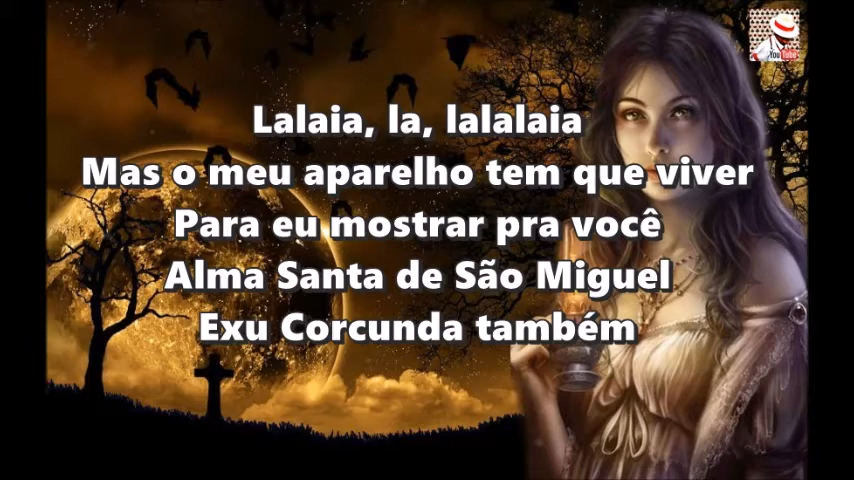 YouTube
Lalaia, la, lalalaia
Mas o meu aparelho tem que viver
Para eu mostrar pra você
Alma Santa de São Miguel
Exu Corcunda também